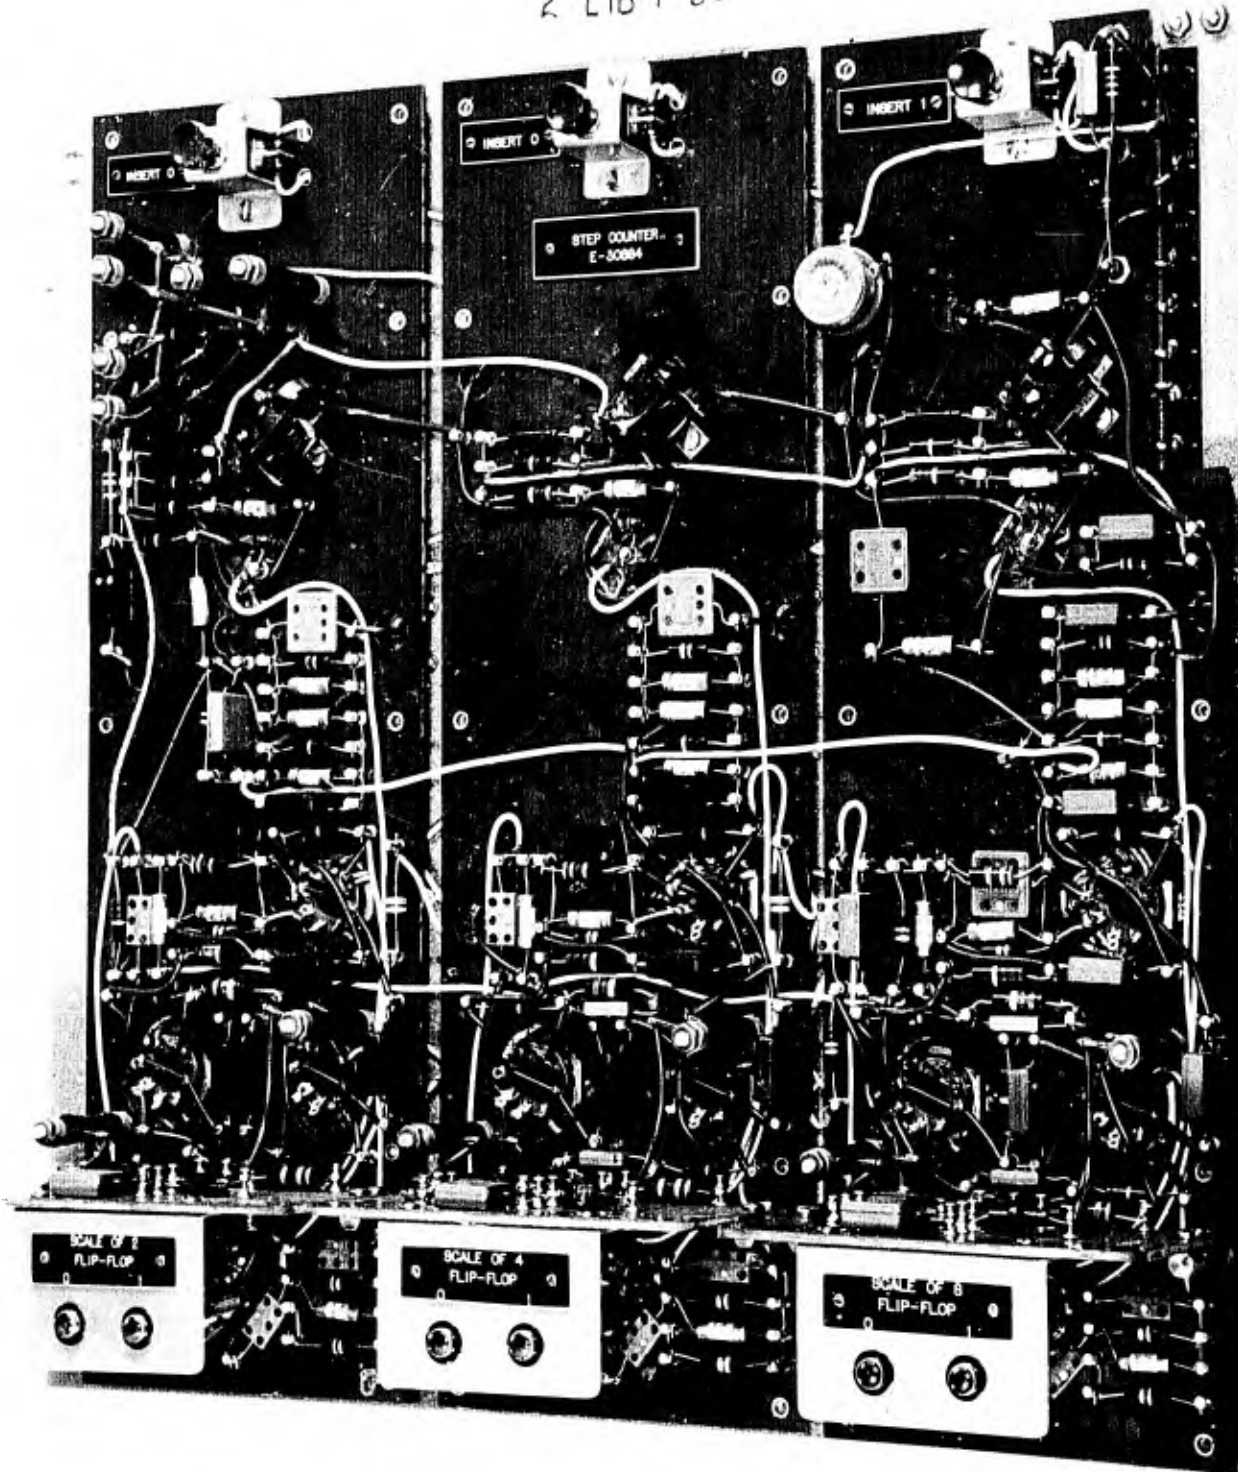 INSERT 0
INSERT 0
INSERT 1
STEP COUNTER
E-30884
SCALE OF 2
FLIP-FLOP
0 1
SCALE OF 4
FLIP-FLOP
0 1
SCALE OF 8
FLIP-FLOP
0 1